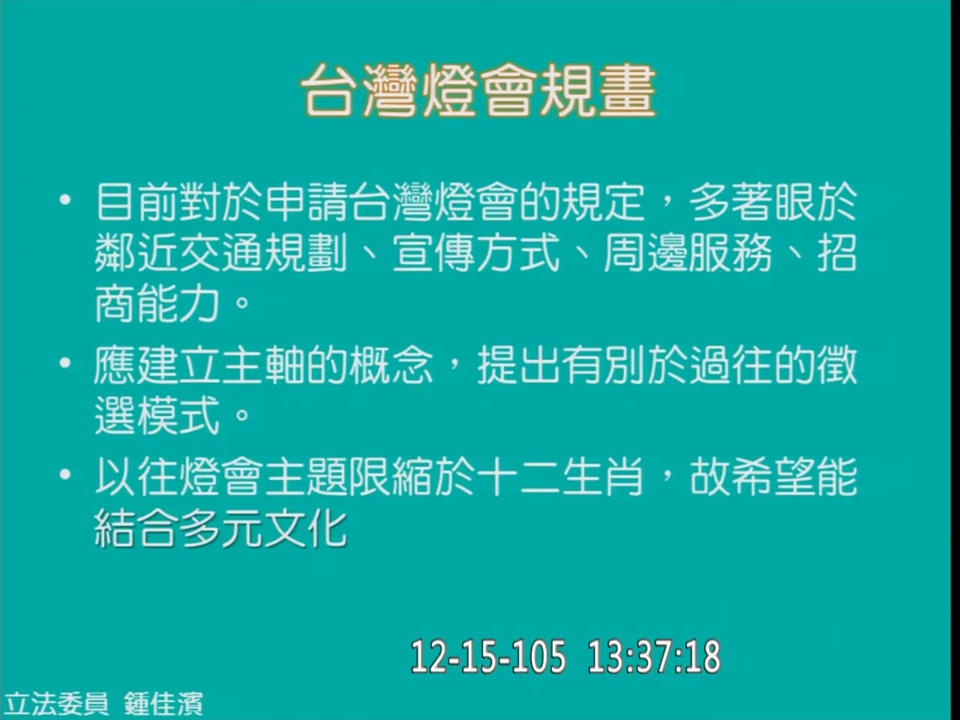 台灣燈會規畫
• 目前對於申請台灣燈會的規定，多著眼於
鄰近交通規劃、宣傳方式、周邊服務、招
商能力。
• 應建立主軸的概念，提出有別於過往的徵
選模式。
• 以往燈會主題限縮於十二生肖，故希望能
結合多元文化
12-15-105 13:37:18
立法委員 鍾佳濱